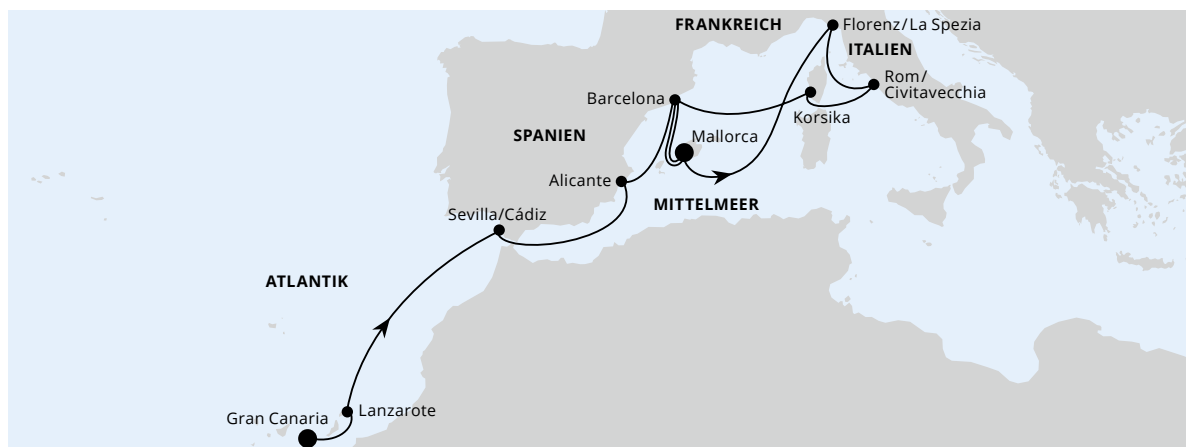 FRANKREICH
Florenz/La Spezia
ITALIEN
Rom/
Civitavecchia
Barcelona
Korsika
SPANIEN
Mallorca
Alicante
MITTELMEER
Sevilla/Cádiz
ATLANTIK
Gran Canaria
Lanzarote